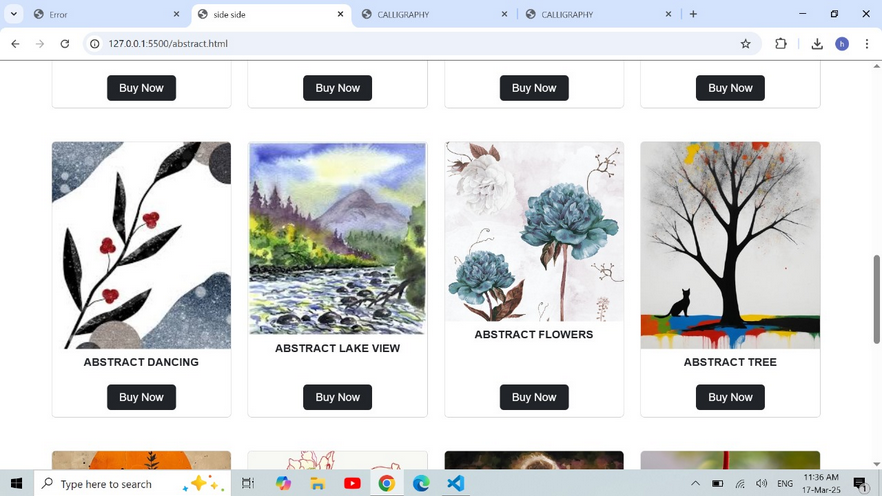 Error
side side
CALLIGRAPHY
CALLIGRAPHY
127.0.0.1:5500/abstract.html
h
Buy Now
Buy Now
Buy Now
Buy Now
ABSTRACT DANCING
ABSTRACT LAKE VIEW
ABSTRACT FLOWERS
ABSTRACT TREE
Buy Now
Buy Now
Buy Now
Buy Now
Type here to search
ENG
11:36 AM
17-Mar-25
1